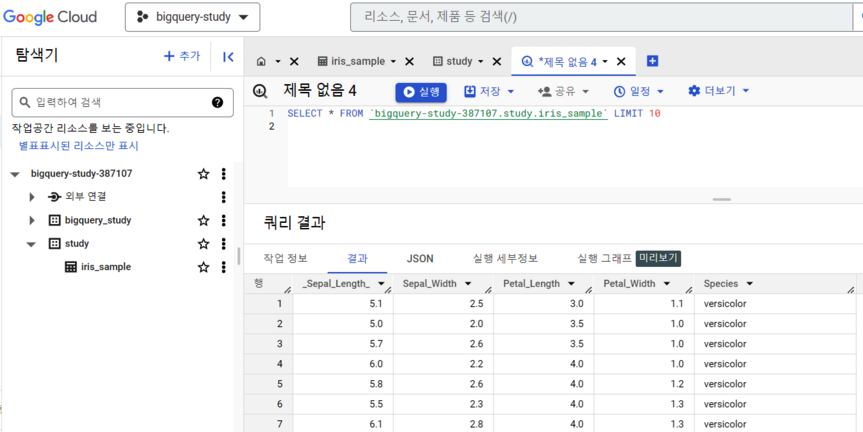 Google Cloud bigquery-study 리소스, 문서, 제품 등 검색(/)
탐색기 + 추가
iris_sample study *제목 없음 4
제목 없음 4 실행 저장 공유 일정 더보기
입력하여 검색
작업공간 리소스를 보는 중입니다.
별표표시된 리소스만 표시
bigquery-study-387107
외부 연결
bigquery_study
study
iris_sample
1 SELECT * FROM `bigquery-study-387107.study.iris_sample` LIMIT 10
2
쿼리 결과
작업 정보 결과 JSON 실행 세부정보 실행 그래프 미리보기
행 _Sepal_Length_ Sepal_Width Petal_Length Petal_Width Species
1 5.1 2.5 3.0 1.1 versicolor
2 5.0 2.0 3.5 1.0 versicolor
3 5.7 2.6 3.5 1.0 versicolor
4 6.0 2.2 4.0 1.0 versicolor
5 5.8 2.6 4.0 1.2 versicolor
6 5.5 2.3 4.0 1.3 versicolor
7 6.1 2.8 4.0 1.3 versicolor